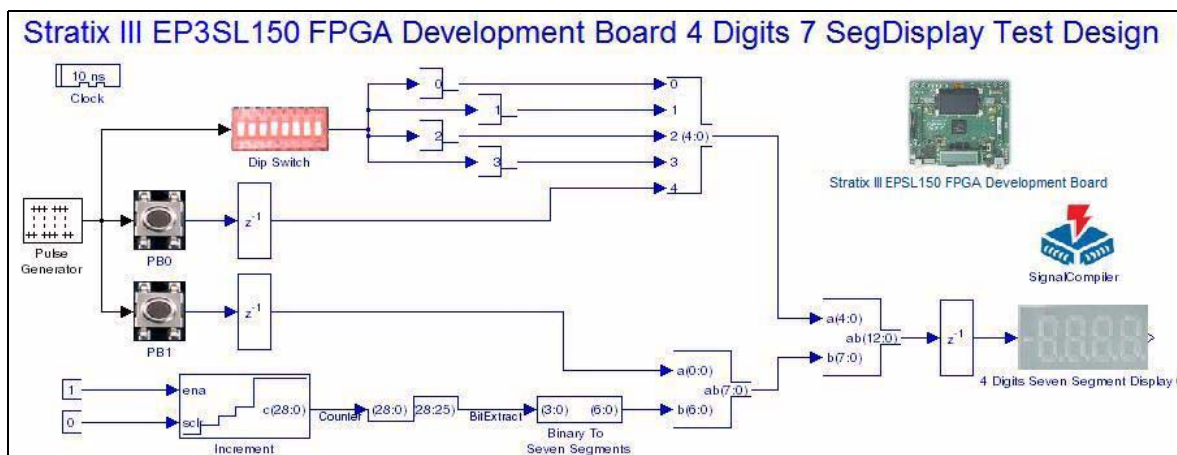 Stratix III EP3SL150 FPGA Development Board 4 Digits 7 SegDisplay Test Design
10 ns
Clock
Dip Switch
0
1
2
3
0
1
2 (4:0)
3
4
Stratix III EPSL150 FPGA Development Board
SignalCompiler
Pulse
Generator
PB0
z-1
PB1
z-1
a(4:0)
ab(12:0)
b(7:0)
z-1
4 Digits Seven Segment Display
a(0:0)
ab(7:0)
b(6:0)
1
0
ena
sclr
c(28:0)
Increment
Counter
(28:0)
[28:25)
BitExtract
(3:0)
(6:0)
Binary To
Seven Segments